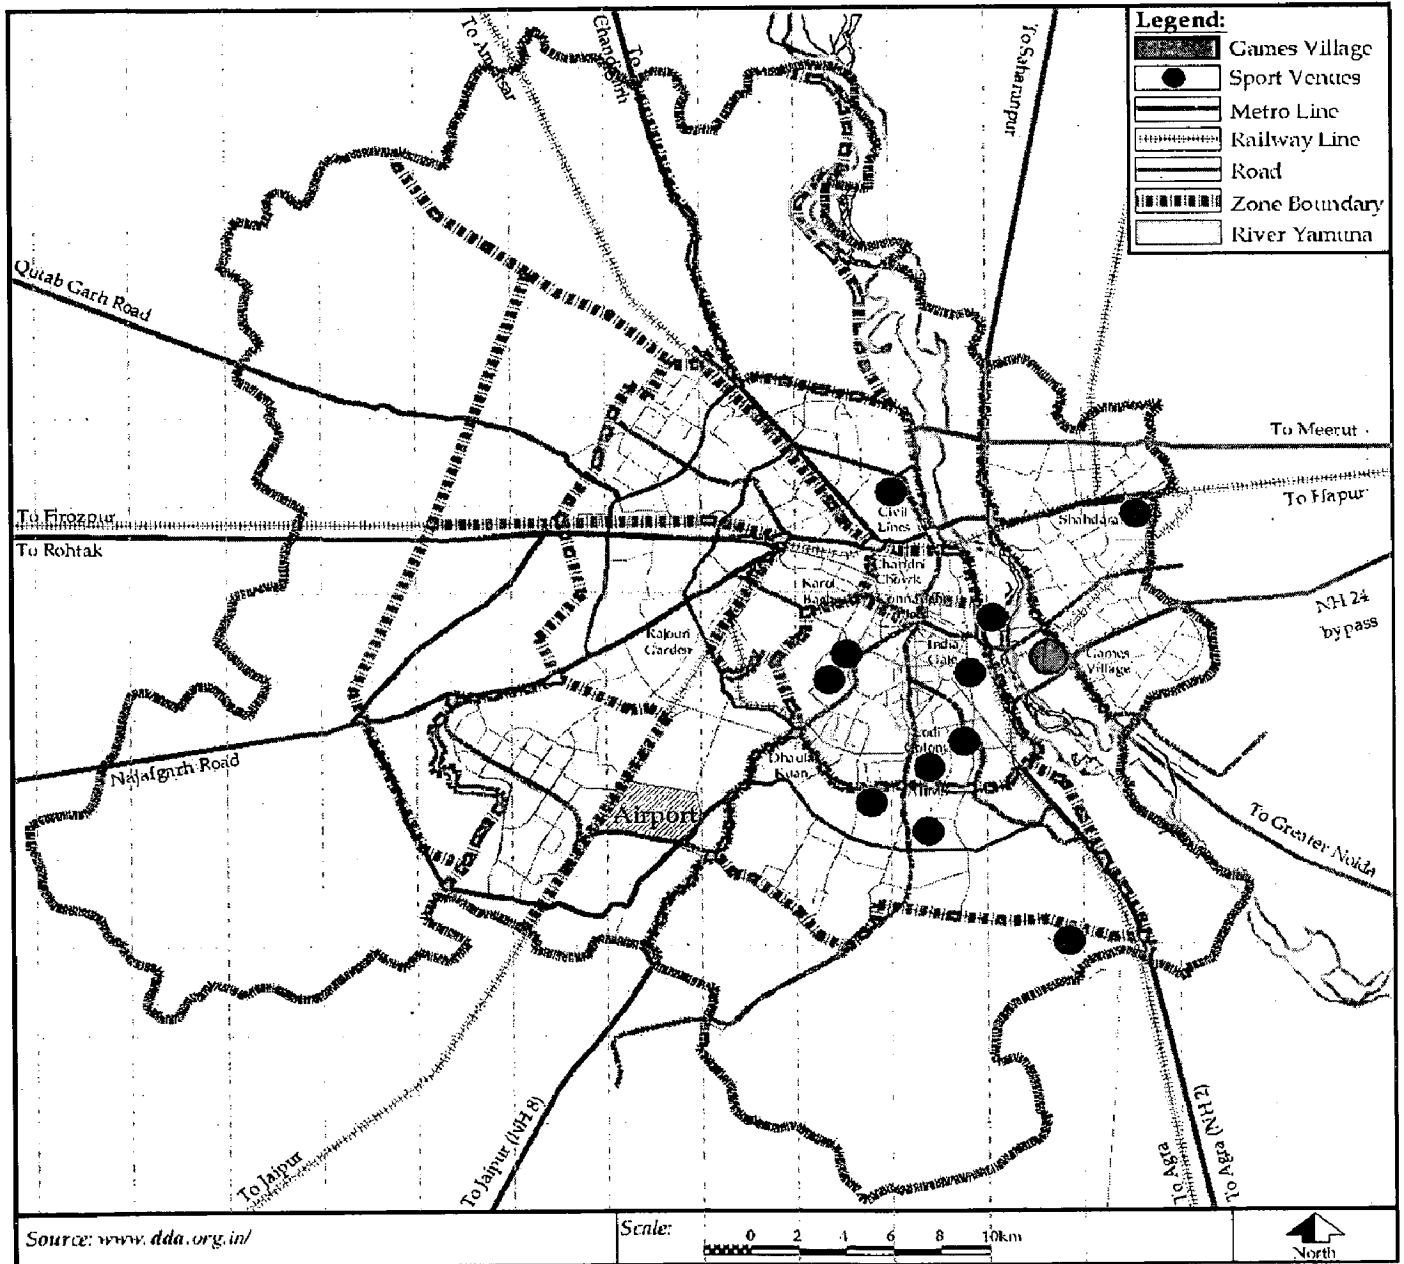 Legend:
Games Village
Sport Venues
Metro Line
Railway Line
Road
Zone Boundary
River Yamuna
To Amritsar
To
Chandigarh
To Saharanpur
Qutab Garh Road
To Meerut
To Hapur
To Firozpur
To Rohtak
Civil
Lines
Shahdara
Chandni
Chowk
Karol
Bagh
Connaught
NH 24
bypass
Rajouri
Garden
India
Gate
Games
Village
Lodi
Colony
Dhaula
Kuan
Najafgarh Road
Airport
To Greater Noida
To Jaipur
To Jaipur (NH 8)
To Agra
To Agra (NH 2)
Source: www.dda.org.in/
Scale:
0 2 4 6 8 10km
North